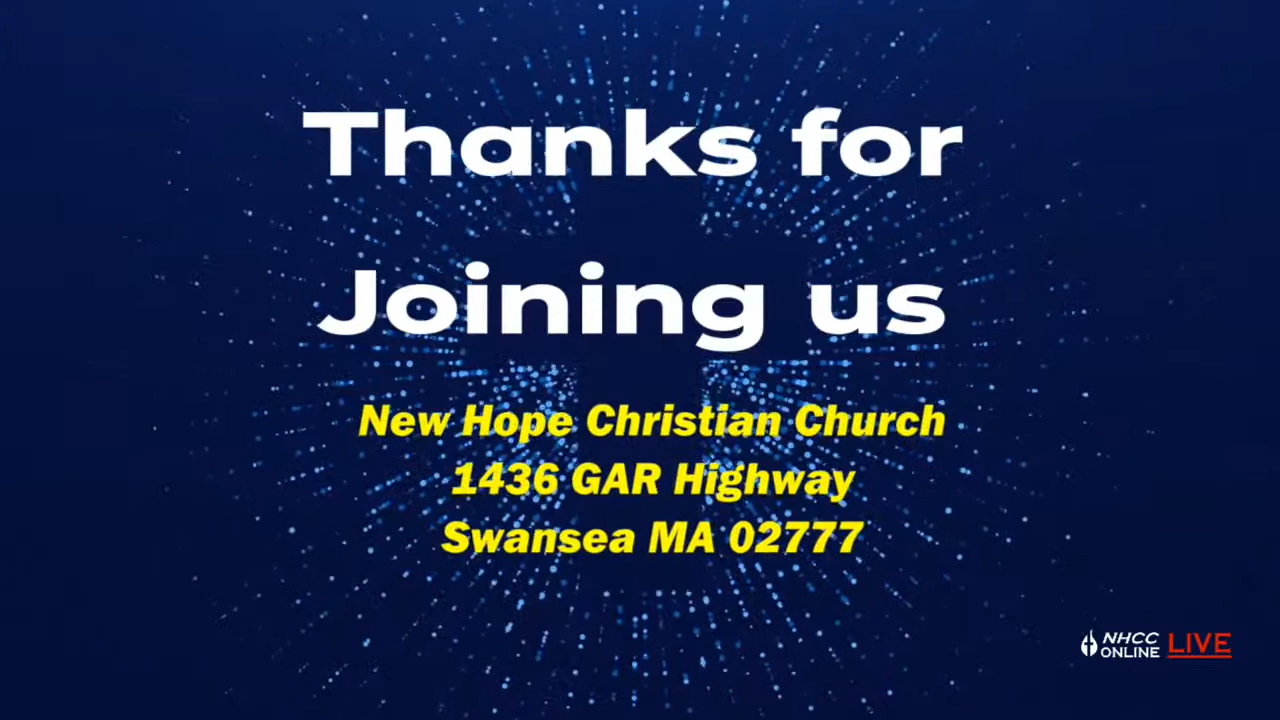 Thanks for
Joining us
New Hope Christian Church
1436 GAR Highway
Swansea MA 02777
NHCC
ONLINE LIVE